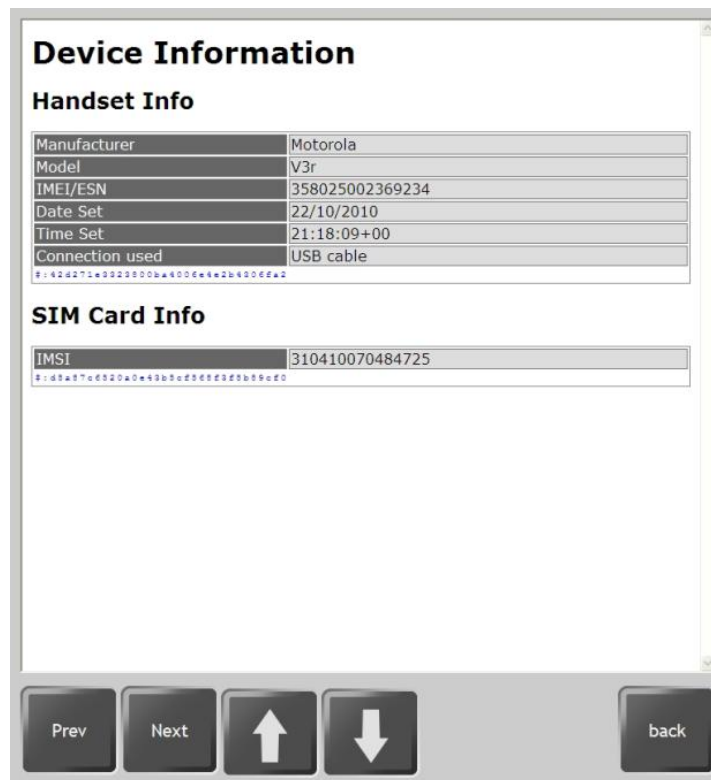 Device Information
Handset Info
Manufacturer Motorola
Model V3r
IMEI/ESN 358025002369234
Date Set 22/10/2010
Time Set 21:18:09+00
Connection used USB cable
SIM Card Info
IMSI 310410070484725
Prev Next back